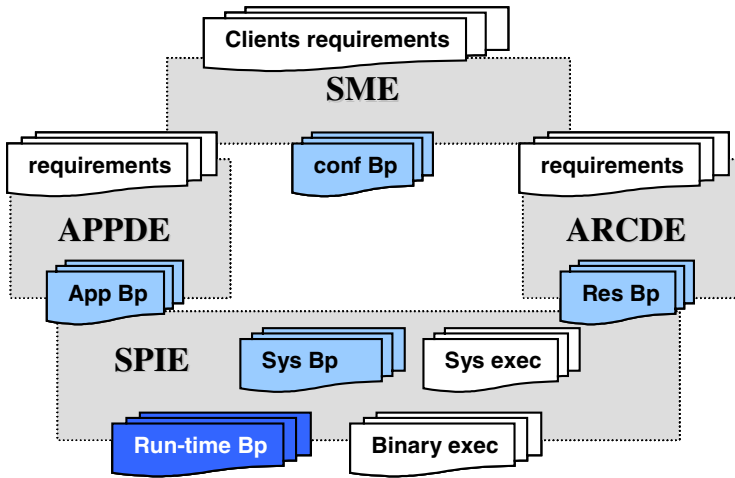 Clients requirements
SME
requirements
conf Bp
requirements
APPDE
ARCDE
App Bp
Res Bp
SPIE
Sys Bp
Sys exec
Run-time Bp
Binary exec